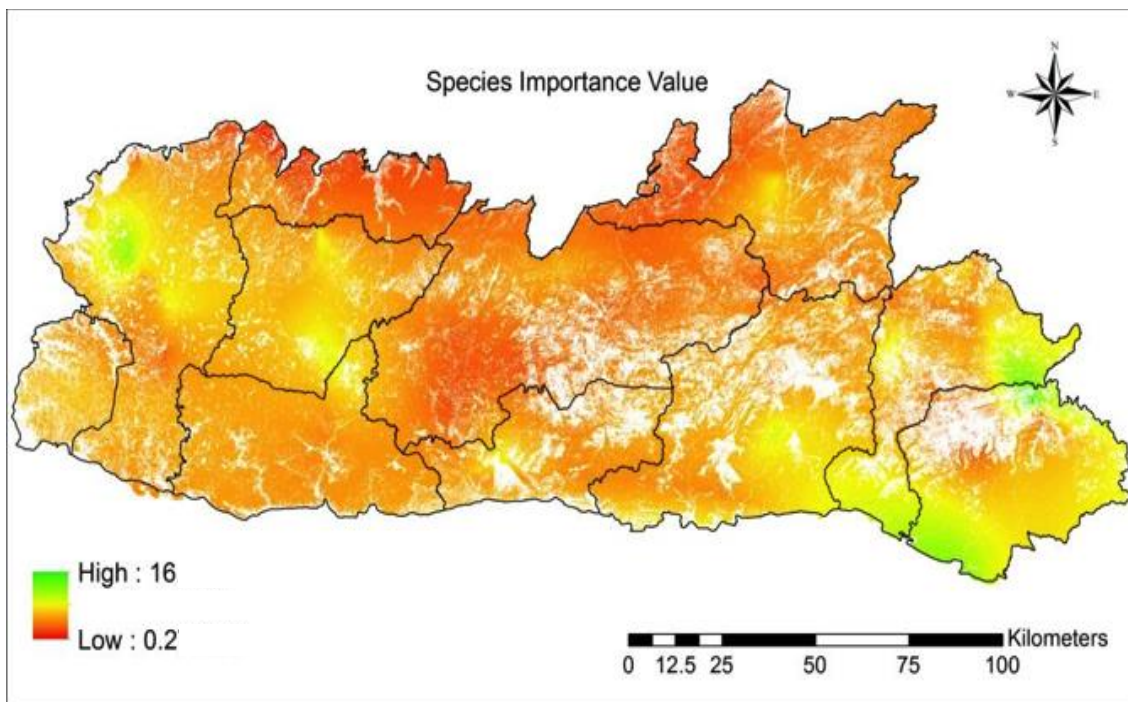 Species Importance Value
N
W E
S
High : 16
Low : 0.2
Kilometers
0 12.5 25 50 75 100